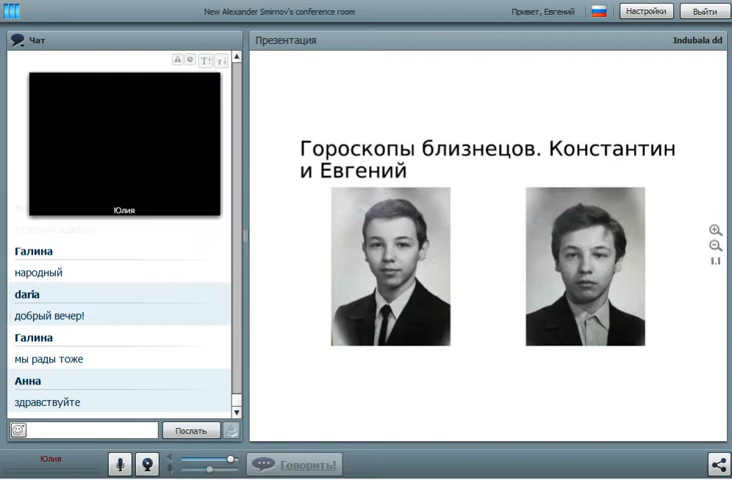 New Alexander Smirnov's conference room
Привет, Евгений
Настройки
Выйти
Чат
Юлия
Галина
народный
daria
добрый вечер!
Галина
мы рады тоже
Анна
здравствуйте
Послать
Юлия
Говорить!
Презентация
Indubala dd
Гороскопы близнецов. Константин
и Евгений
1.1